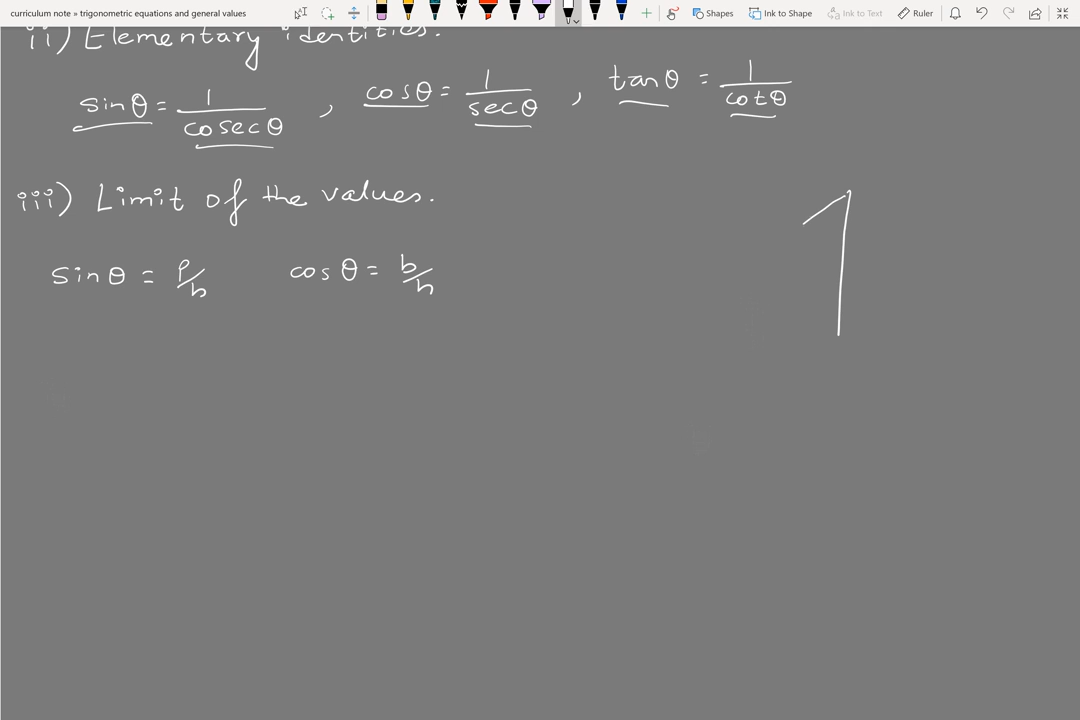 curriculum note » trigonometric equations and general values
Shapes Ink to Shape Ink to Text Ruler
ii) Elementary identities.
sinθ = 1/cosecθ , cosθ = 1/secθ , tanθ = 1/cotθ
iii) Limit of the values.
sinθ = p/h cosθ = b/h